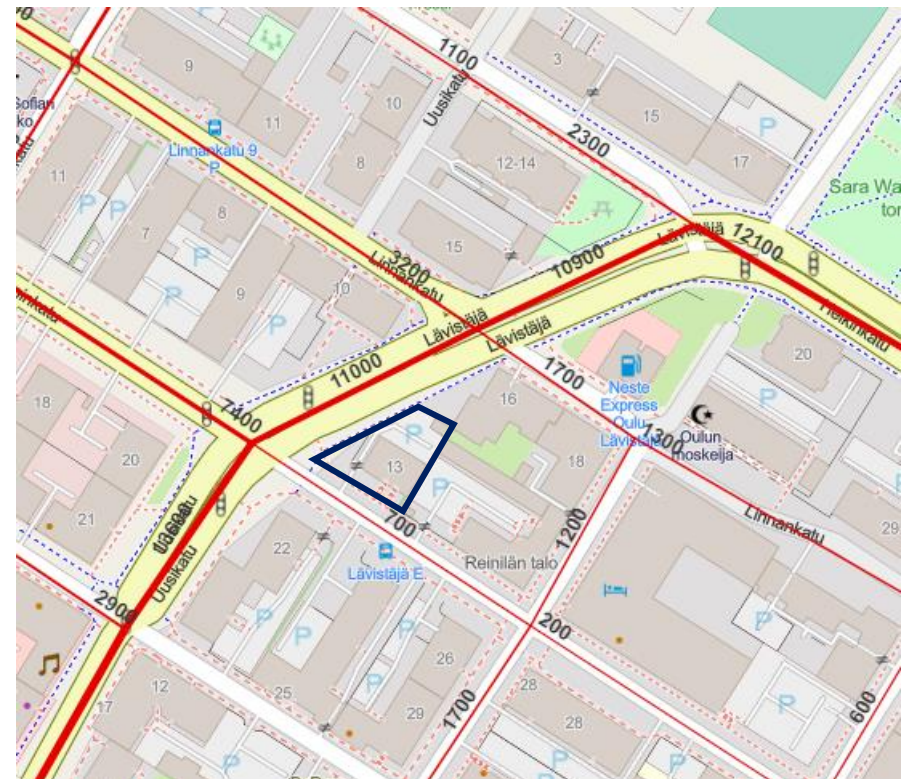 1100
3
9
Uusikatu
10
15
P
Sofian
ko
11
2300
Linnankatu 9
P
12-14
17
8
Sara Wa
tor
11
P
P
8
Lävistäjä
12100
7
15
10900
3200
Linnankatu
P
9
10
Lävistäjä
Lävistäjä
Heikinkatu
P
11000
20
1700
Neste
Express
Oulu
Lävistäjä
16
18
7400
P
1300
Oulun
moskeija
20
13
18
P
21
13600
Uusikatu
22
700
1200
Linnankatu
29
Lävistäjä E
Reinilän talo
2900
P
P
200
P
26
12
17
25
29
1700
28
28
600
P
P
P